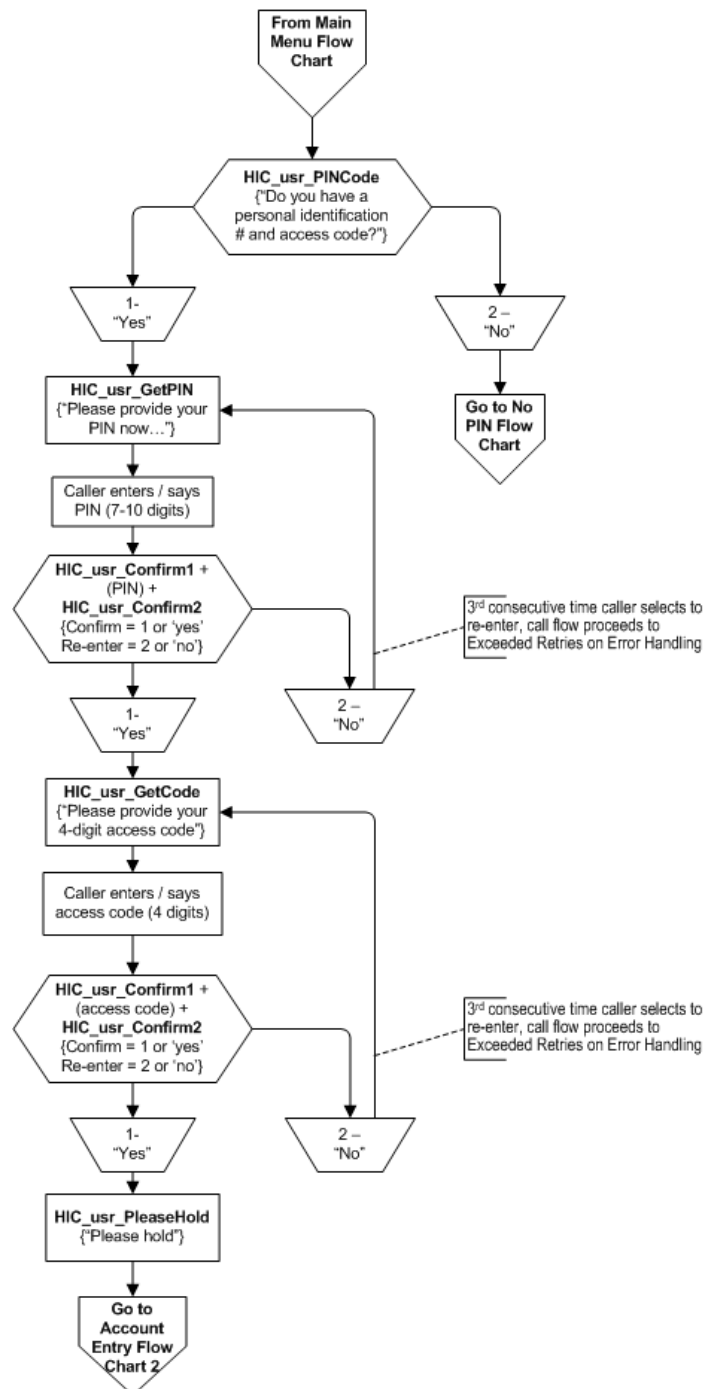 From Main
Menu Flow
Chart
HIC_usr_PINCode
{“Do you have a
personal identification
# and access code?”}
1-
“Yes”
2 –
“No”
HIC_usr_GetPIN
{“Please provide your
PIN now…”}
Go to No
PIN Flow
Chart
Caller enters / says
PIN (7-10 digits)
HIC_usr_Confirm1 +
(PIN) +
HIC_usr_Confirm2
{Confirm = 1 or ‘yes’
Re-enter = 2 or ‘no’}
3rd consecutive time caller selects to
re-enter, call flow proceeds to
Exceeded Retries on Error Handling
2 –
“No”
1-
“Yes”
HIC_usr_GetCode
{“Please provide your
4-digit access code”}
Caller enters / says
access code (4 digits)
HIC_usr_Confirm1 +
(access code) +
HIC_usr_Confirm2
{Confirm = 1 or ‘yes’
Re-enter = 2 or ‘no’}
3rd consecutive time caller selects to
re-enter, call flow proceeds to
Exceeded Retries on Error Handling
1-
“Yes”
2 –
“No”
HIC_usr_PleaseHold
{“Please hold”}
Go to
Account
Entry Flow
Chart 2